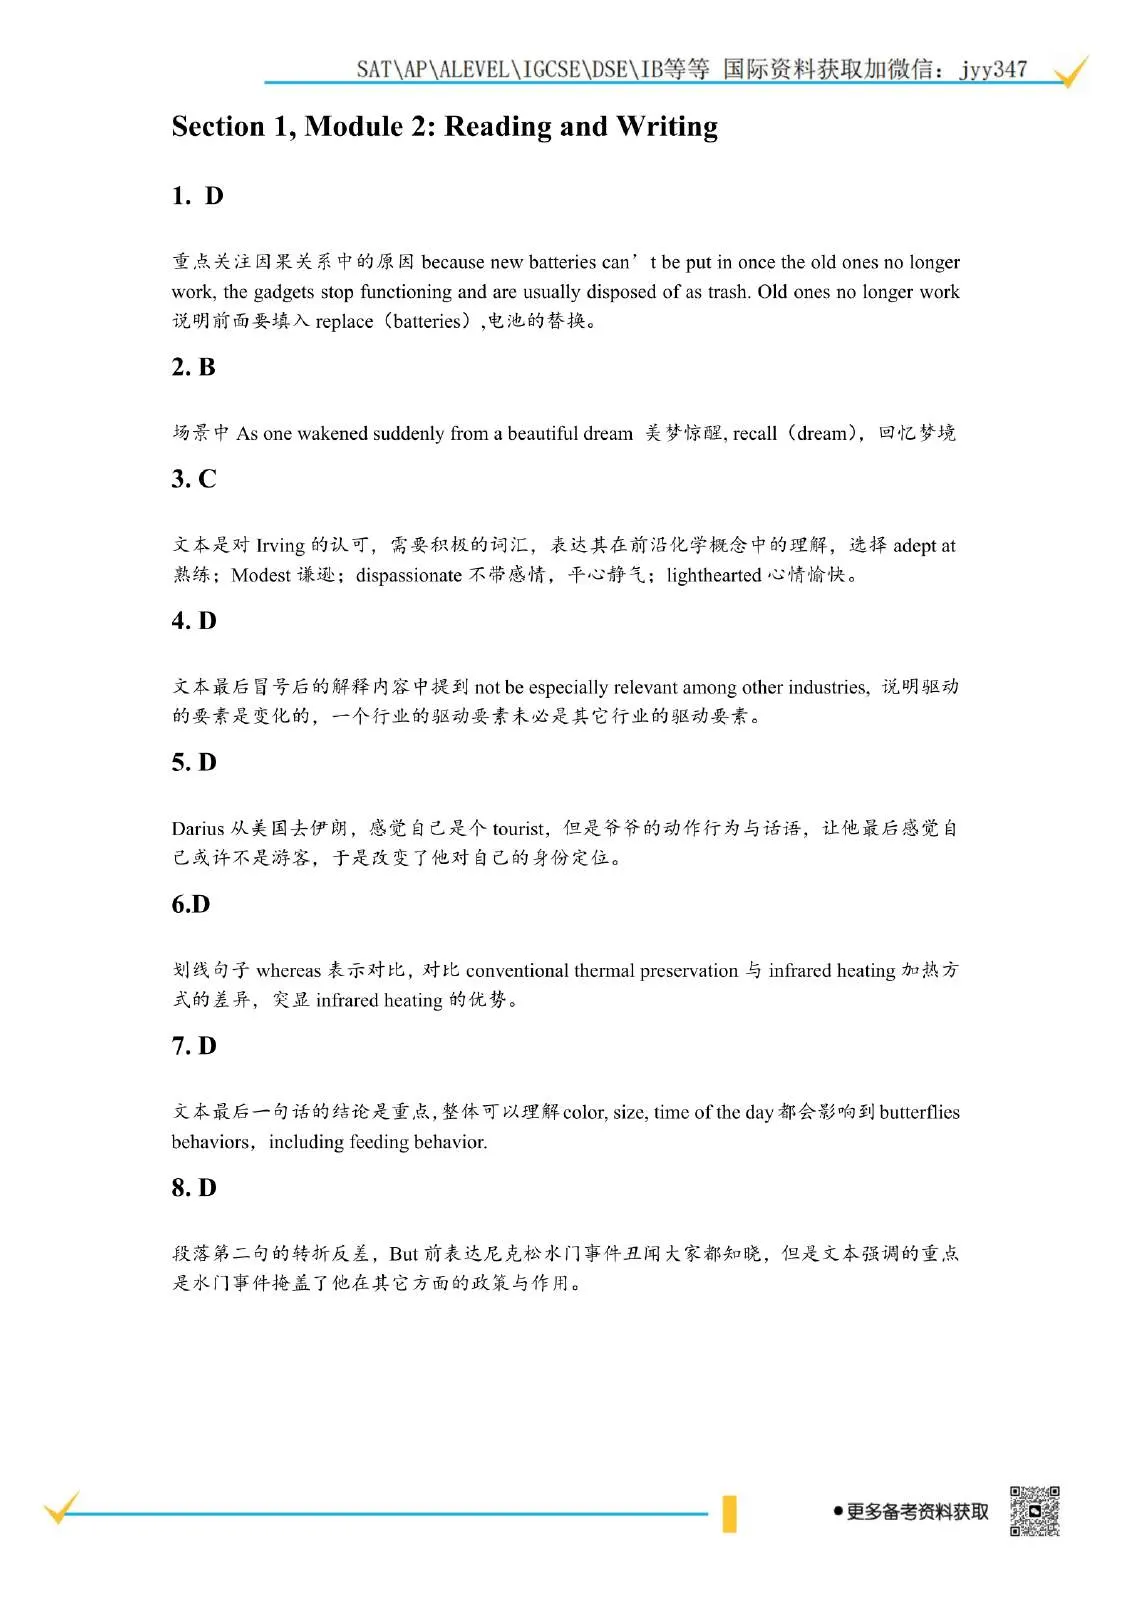 SAT\AP\ALEVEL\IGCSE\DSE\IB等等 国际资料获取加微信：jyy347
Section 1, Module 2: Reading and Writing
1. D
重点关注因果关系中的原因 because new batteries can’t be put in once the old ones no longer
work, the gadgets stop functioning and are usually disposed of as trash. Old ones no longer work
说明前面要填入 replace（batteries）,电池的替换。
2. B
场景中 As one wakened suddenly from a beautiful dream 美梦惊醒, recall（dream），回忆梦境
3. C
文本是对 Irving 的认可，需要积极的词汇，表达其在前沿化学概念中的理解，选择 adept at
熟练；Modest 谦逊；dispassionate 不带感情，平心静气；lighthearted 心情愉快。
4. D
文本最后冒号后的解释内容中提到 not be especially relevant among other industries, 说明驱动
的要素是变化的，一个行业的驱动要素未必是其它行业的驱动要素。
5. D
Darius 从美国去伊朗，感觉自己是个 tourist，但是爷爷的动作行为与话语，让他最后感觉自
己或许不是游客，于是改变了他对自己的身份定位。
6.D
划线句子 whereas 表示对比，对比 conventional thermal preservation 与 infrared heating 加热方
式的差异，突显 infrared heating 的优势。
7. D
文本最后一句话的结论是重点,整体可以理解 color, size, time of the day 都会影响到 butterflies
behaviors，including feeding behavior.
8. D
段落第二句的转折反差，But 前表达尼克松水门事件丑闻大家都知晓，但是文本强调的重点
是水门事件掩盖了他在其它方面的政策与作用。
●更多备考资料获取